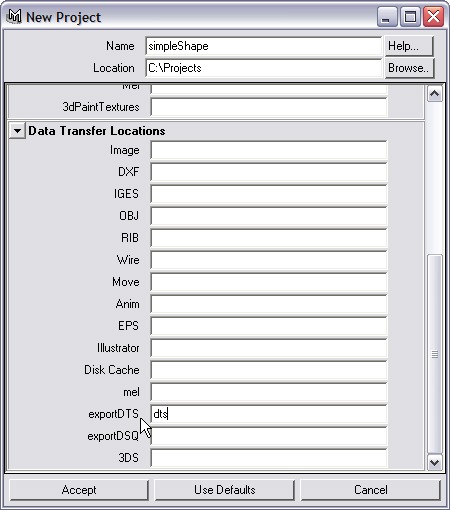 New Project
Name simpleShape Help...
Location C:\Projects Browse..
Mel
3dPaintTextures
Data Transfer Locations
Image
DXF
IGES
OBJ
RIB
Wire
Move
Anim
EPS
Illustrator
Disk Cache
mel
exportDTS dts
exportDSQ
3DS
Accept Use Defaults Cancel